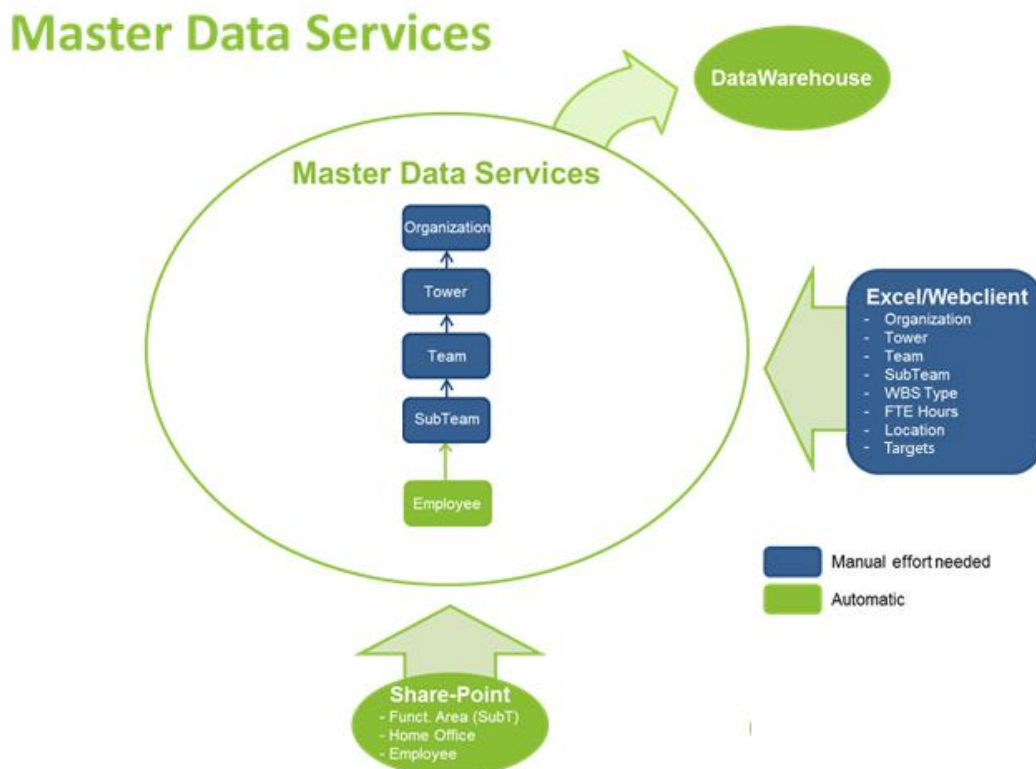 Master Data Services
DataWarehouse
Master Data Services
Organization
Tower
Team
SubTeam
Employee
Excel/Webclient
- Organization
- Tower
- Team
- SubTeam
- WBS Type
- FTE Hours
- Location
- Targets
Manual effort needed
Automatic
Share-Point
- Funct. Area (SubT)
- Home Office
- Employee